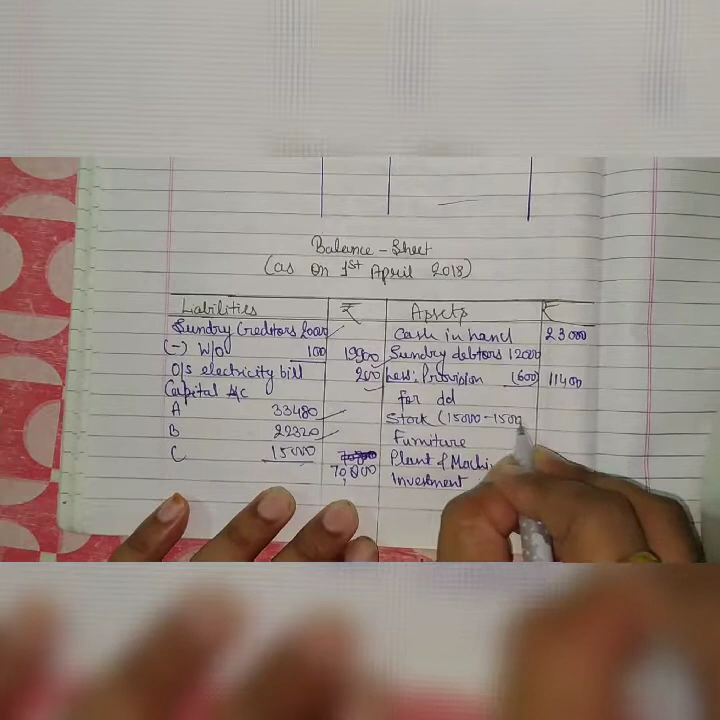 Balance-Sheet
(as on 1st April 2018)
Liabilities ₹ Assets ₹
Sundry Creditors 20000 Cash in hand 23000
(-) W/O 100 19900 Sundry debtors 12000
O/s electricity bill 200 Less: Provision (600) 11400
Capital A/c for dd
A 33480 Stock (15000-1500
B 22320 Furniture
C 15000 Plant & Machi
70,800 Investment